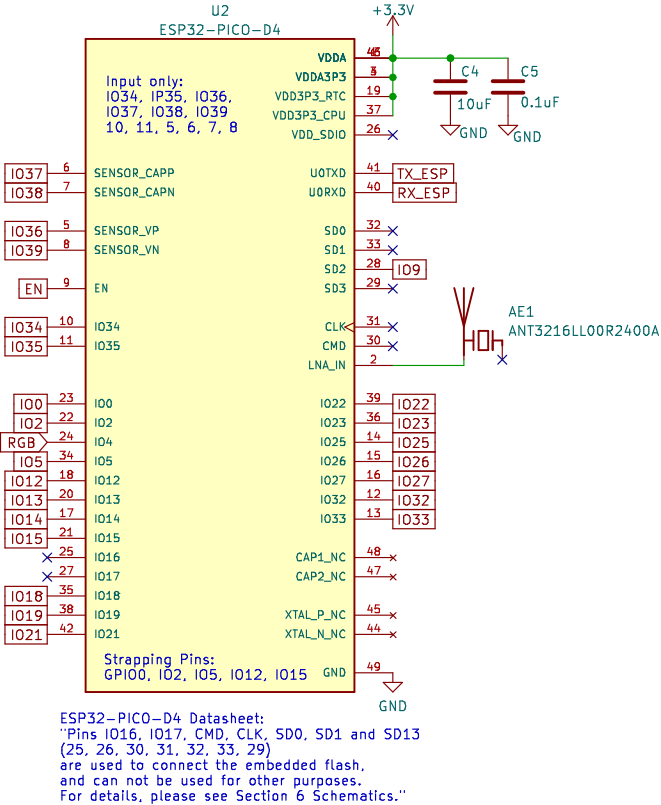 U2
ESP32-PICO-D4
+3.3V
Input only:
IO34, IP35, IO36,
IO37, IO38, IO39
10, 11, 5, 6, 7, 8
VDDA
VDDA3P3
VDD3P3_RTC 19
VDD3P3_CPU 37
VDD_SDIO 26
C4
10uF
GND
C5
0.1uF
GND
IO37 6 SENSOR_CAPP
IO38 7 SENSOR_CAPN
IO36 5 SENSOR_VP
IO39 8 SENSOR_VN
EN 9 EN
IO34 10 IO34
IO35 11 IO35
IO0 23 IO0
IO2 22 IO2
RGB 24 IO4
IO5 34 IO5
IO12 18 IO12
IO13 20 IO13
IO14 17 IO14
IO15 21 IO15
25 IO16
27 IO17
IO18 35 IO18
IO19 38 IO19
IO21 42 IO21
U0TXD 41 TX_ESP
U0RXD 40 RX_ESP
SD0 32
SD1 33
SD2 28 IO9
SD3 29
CLK 31
CMD 30
LNA_IN 2
AE1
ANT3216LL00R2400A
IO22 39 IO22
IO23 36 IO23
IO25 14 IO25
IO26 15 IO26
IO27 16 IO27
IO32 12 IO32
IO33 13 IO33
CAP1_NC 48
CAP2_NC 47
XTAL_P_NC 45
XTAL_N_NC 44
GND 49
GND
Strapping Pins:
GPIO0, IO2, IO5, IO12, IO15
ESP32-PICO-D4 Datasheet:
"Pins IO16, IO17, CMD, CLK, SD0, SD1 and SD13
(25, 26, 30, 31, 32, 33, 29)
are used to connect the embedded flash,
and can not be used for other purposes.
For details, please see Section 6 Schematics."